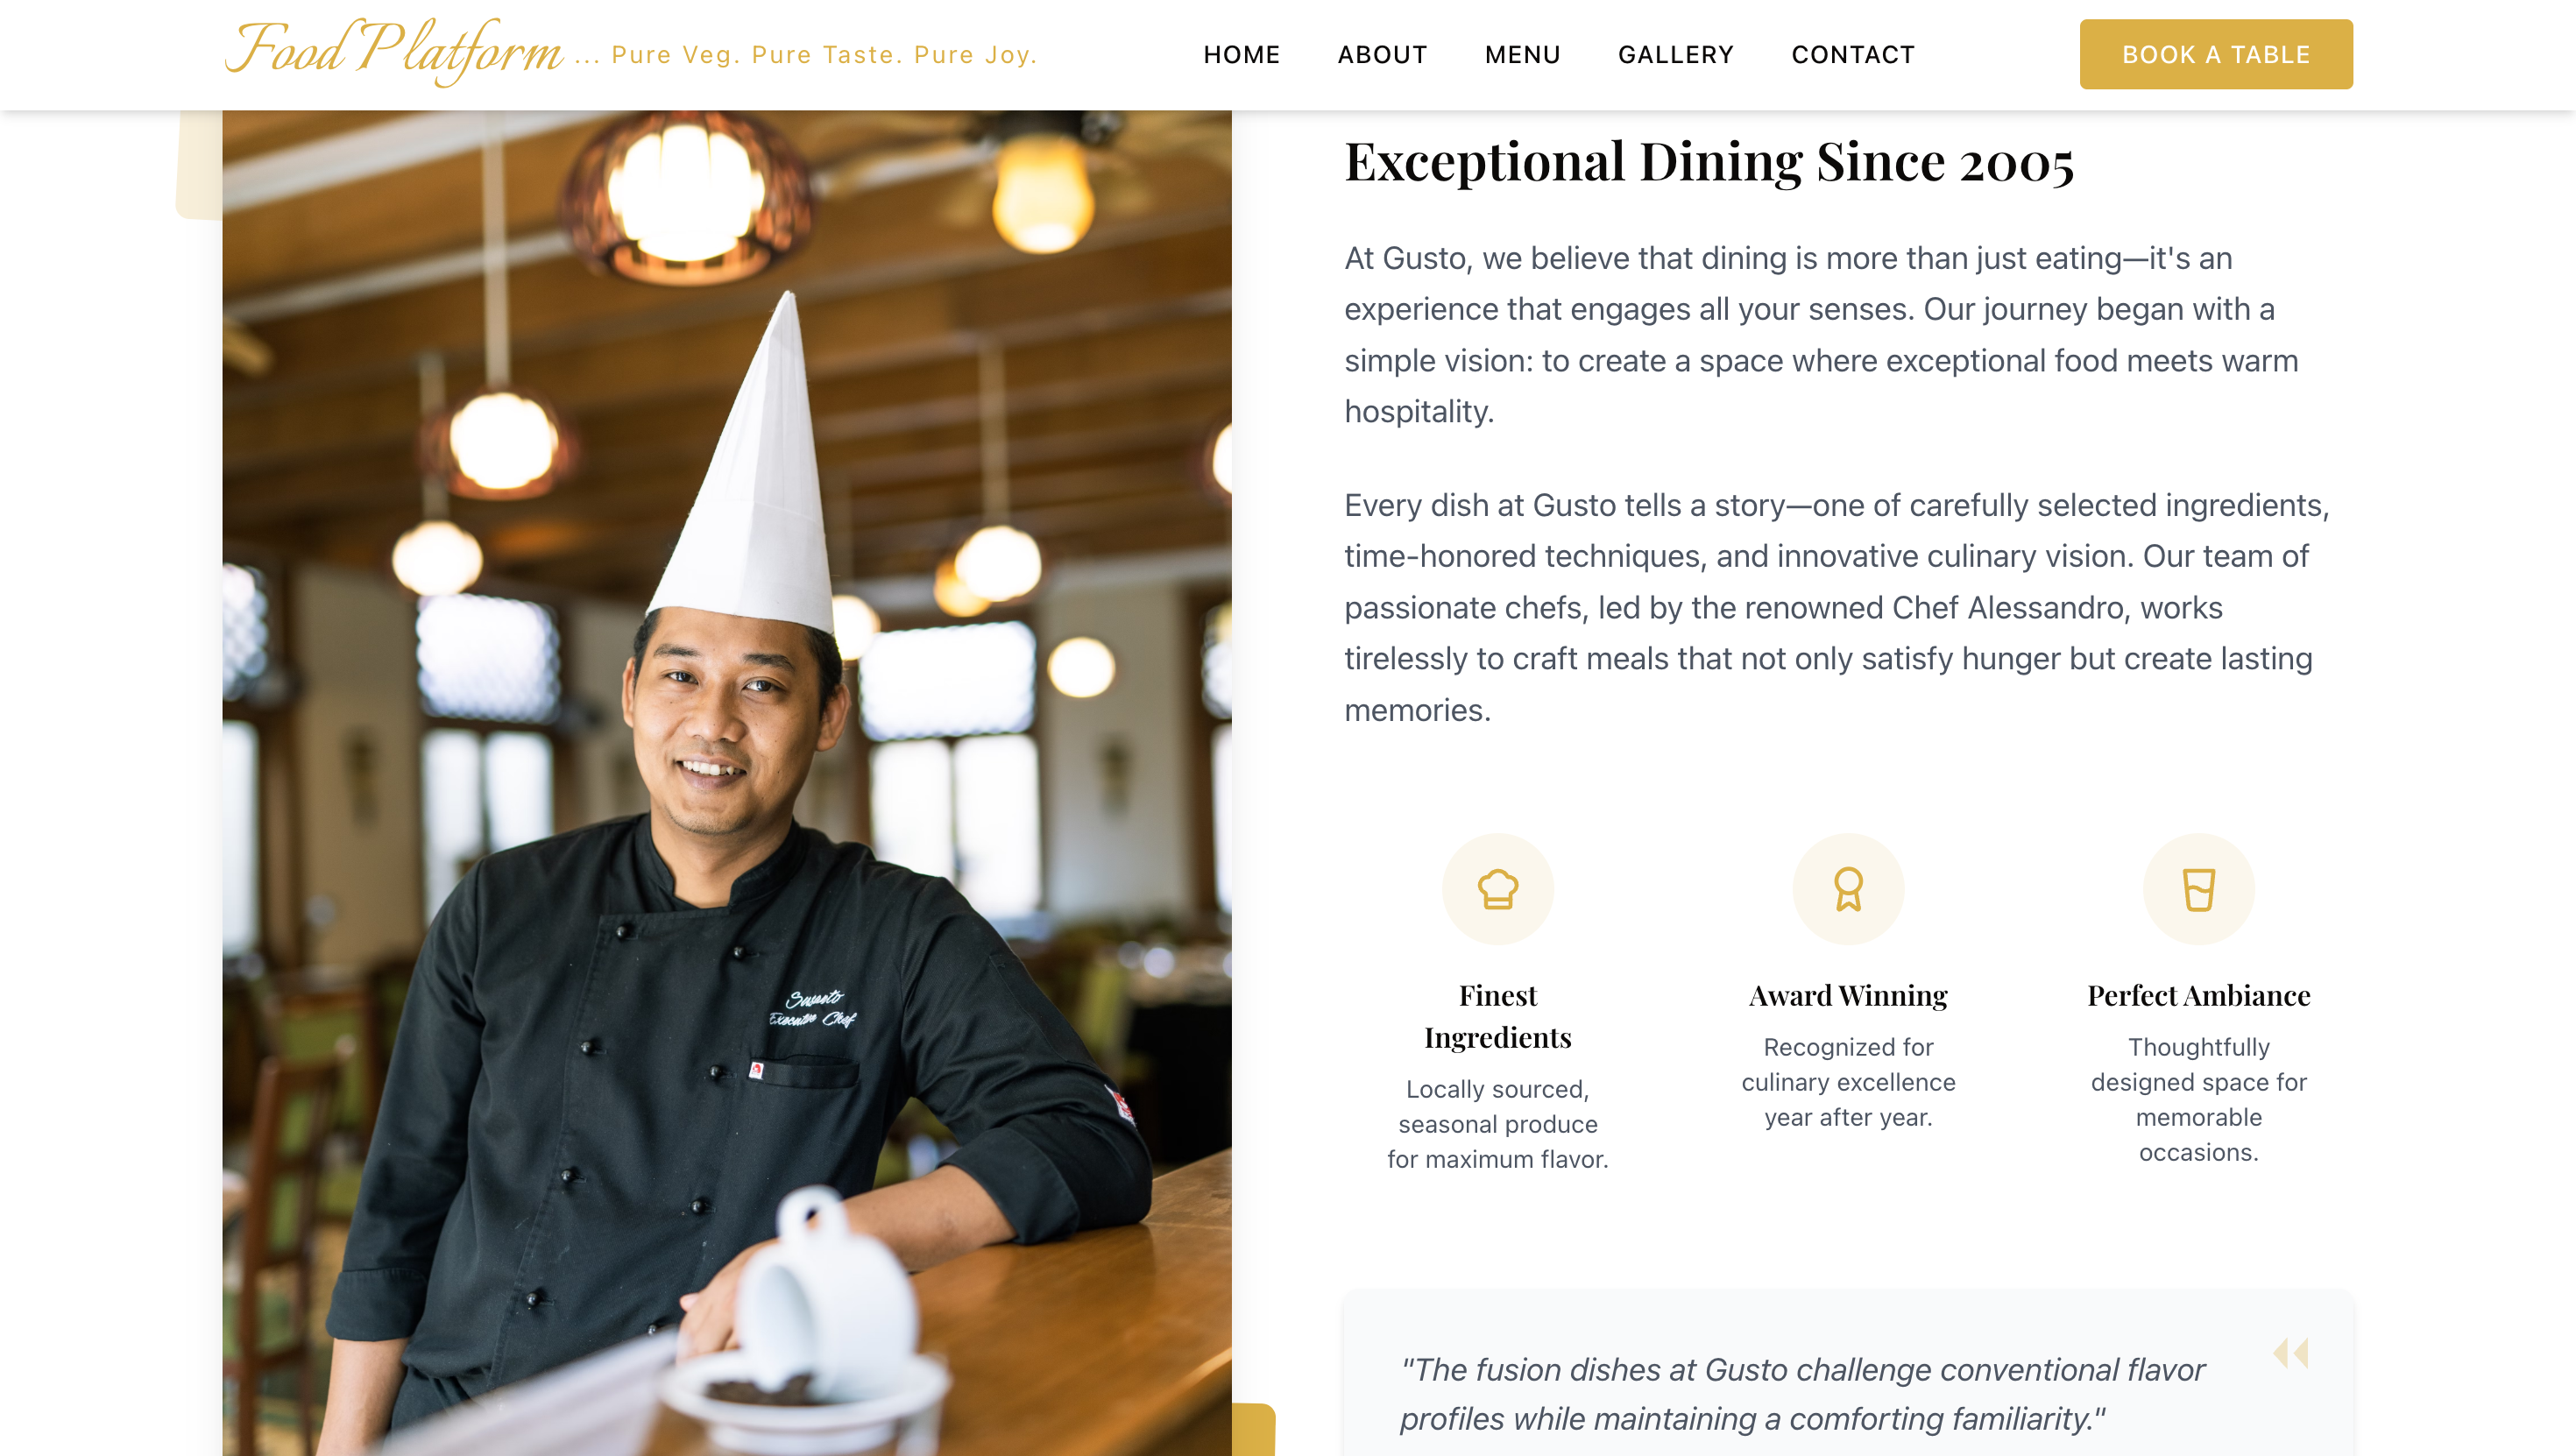 Food Platform ... Pure Veg. Pure Taste. Pure Joy.
HOME
ABOUT
MENU
GALLERY
CONTACT
BOOK A TABLE
Exceptional Dining Since 2005
At Gusto, we believe that dining is more than just eating—it's an
experience that engages all your senses. Our journey began with a
simple vision: to create a space where exceptional food meets warm
hospitality.
Every dish at Gusto tells a story—one of carefully selected ingredients,
time-honored techniques, and innovative culinary vision. Our team of
passionate chefs, led by the renowned Chef Alessandro, works
tirelessly to craft meals that not only satisfy hunger but create lasting
memories.
Executive Chef
Finest
Ingredients
Locally sourced,
seasonal produce
for maximum flavor.
Award Winning
Recognized for
culinary excellence
year after year.
Perfect Ambiance
Thoughtfully
designed space for
memorable
occasions.
"The fusion dishes at Gusto challenge conventional flavor
profiles while maintaining a comforting familiarity."